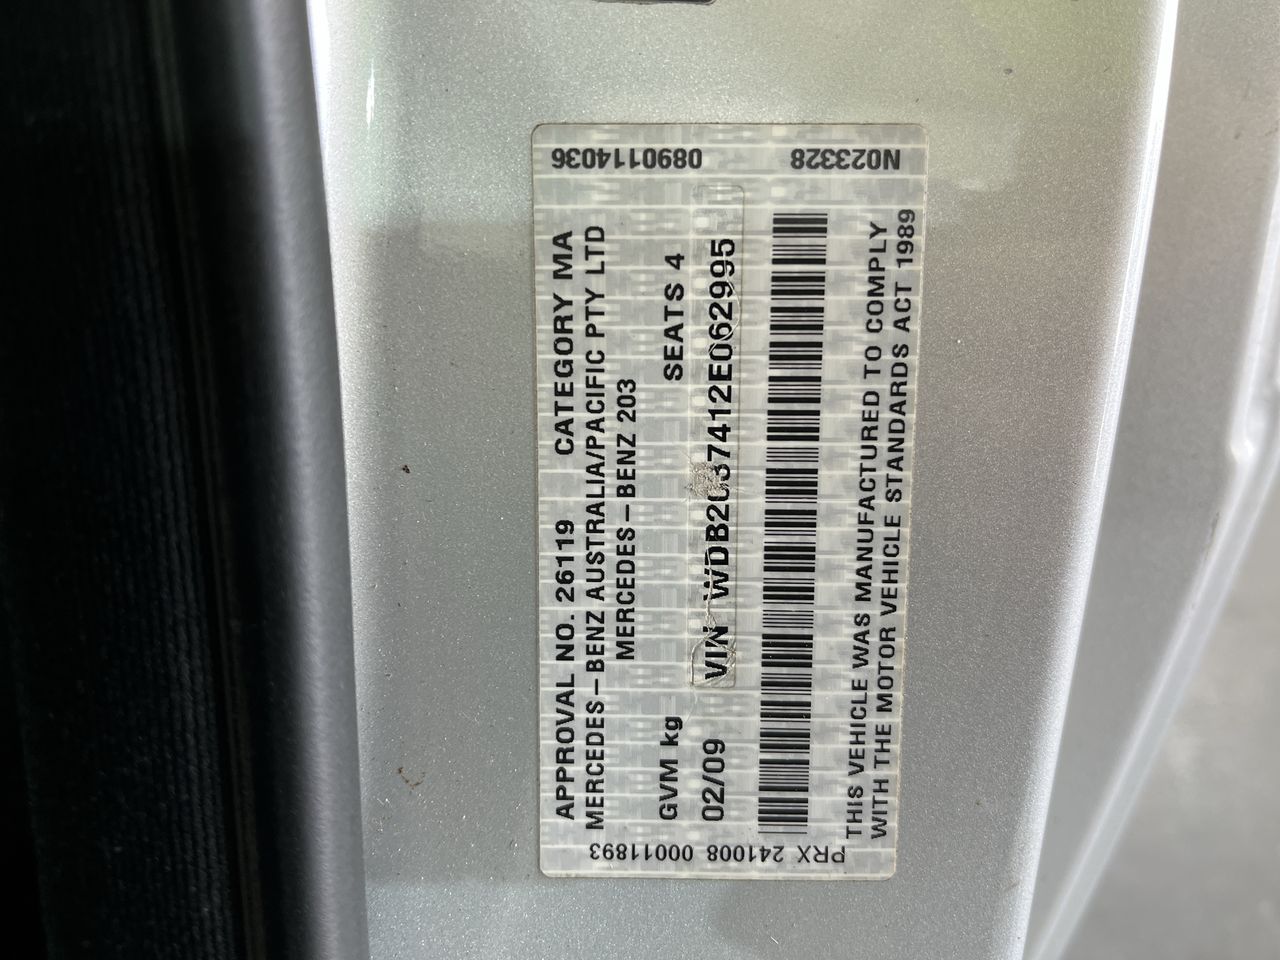 N0233328 0890114036
APPROVAL NO. 26119 CATEGORY MA
MERCEDES-BENZ AUSTRALIA/PACIFIC PTY LTD
MERCEDES-BENZ 203
GVM kg SEATS 4
02/09 VIN WDB2037412E062995
THIS VEHICLE WAS MANUFACTURED TO COMPLY
WITH THE MOTOR VEHICLE STANDARDS ACT 1989
PRX 241008 00011893